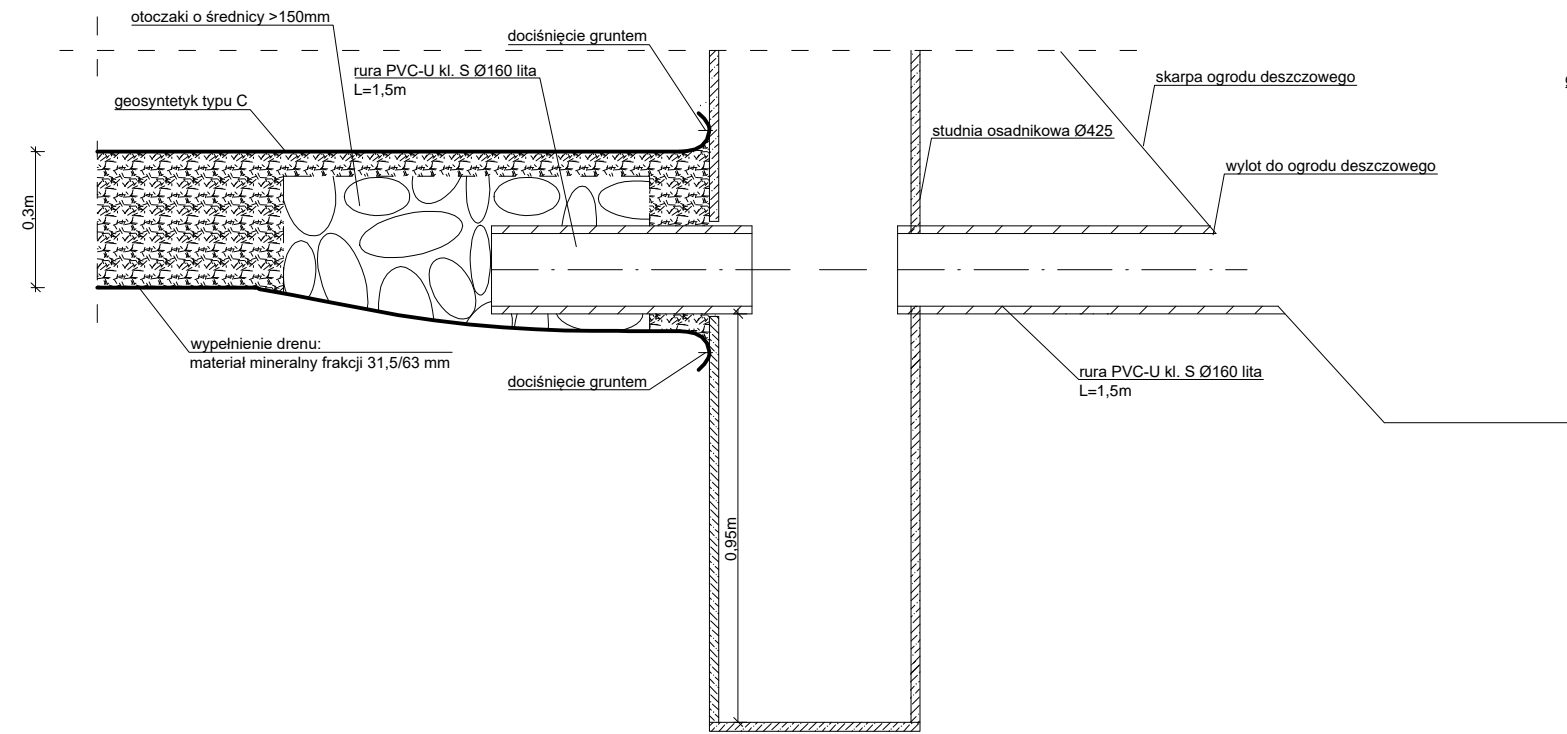 otoczaki o średnicy >150mm
dociśnięcie gruntem
rura PVC-U kl. S Ø160 lita
L=1,5m
skarpa ogrodu deszczowego
geosyntetyk typu C
studnia osadnikowa Ø425
wylot do ogrodu deszczowego
0,3m
wypełnienie drenu:
materiał mineralny frakcji 31,5/63 mm
dociśnięcie gruntem
rura PVC-U kl. S Ø160 lita
L=1,5m
0,95m